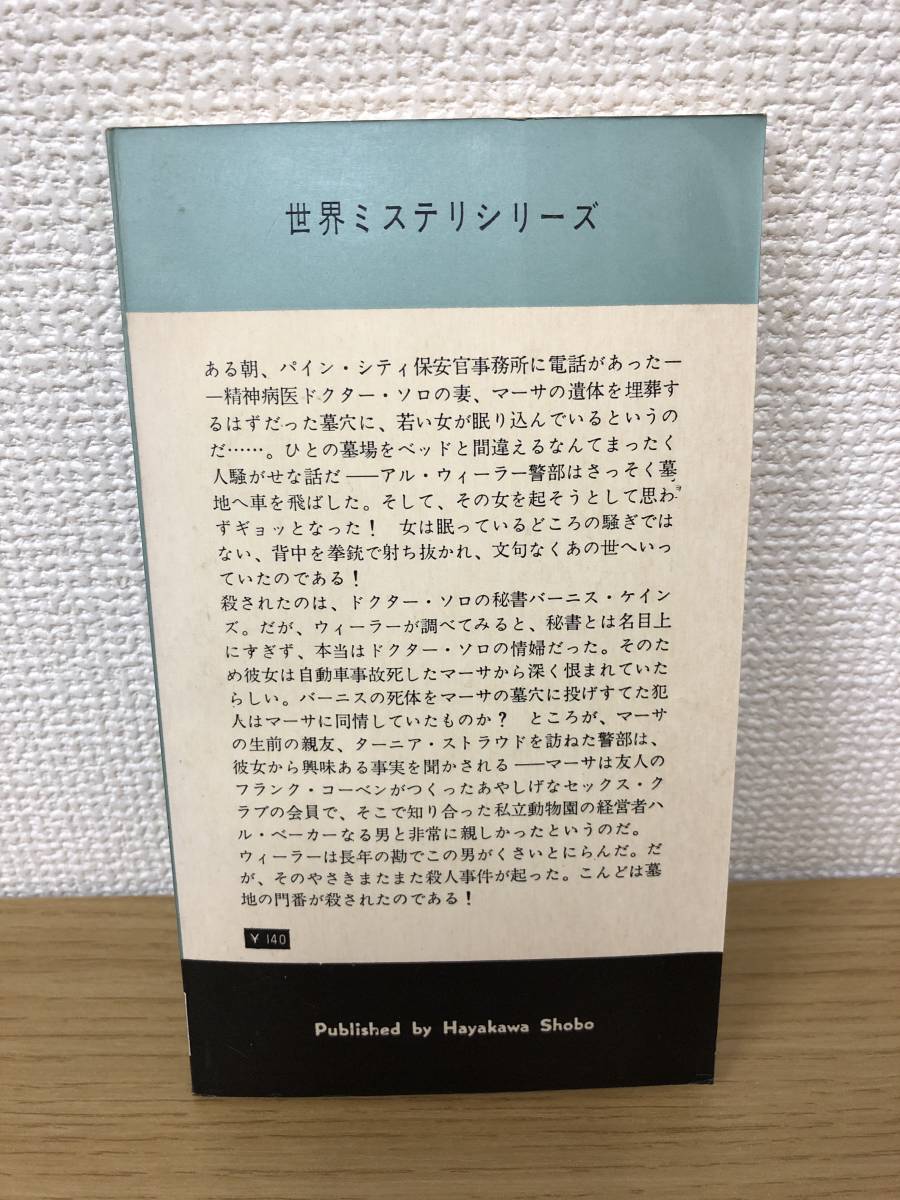 世界ミステリシリーズ
ある朝、パイン・シティ保安官事務所に電話があった―
―精神病医ドクター・ソロの妻、マーサの遺体を埋葬す
るはずだった墓穴に、若い女が眠り込んでいるというの
だ……。ひとの墓場をベッドと間違えるなんてまったく
人騒がせな話だ――アル・ウィーラー警部はさっそく墓
地へ車を飛ばした。そして、その女を起そうとして思わ
ずギョッとなった！　女は眠っているどころの騒ぎでは
ない、背中を拳銃で射ち抜かれ、文句なくあの世へいっ
ていたのである！
殺されたのは、ドクター・ソロの秘書バーニス・ケイン
ズ。だが、ウィーラーが調べてみると、秘書とは名目上
にすぎず、本当はドクター・ソロの情婦だった。そのた
め彼女は自動車事故死したマーサから深く恨まれていた
らしい。バーニスの死体をマーサの墓穴に投げすてた犯
人はマーサに同情していたものか？　ところが、マーサ
の生前の親友、ターニア・ストラウドを訪ねた警部は、
彼女から興味ある事実を聞かされる――マーサは友人の
フランク・コーベンがつくったあやしげなセックス・ク
ラブの会員で、そこで知り合った私立動物園の経営者ハ
ル・ベーカーなる男と非常に親しかったというのだ。
ウィーラーは長年の勘でこの男がくさいとにらんだ。だ
が、そのやさきまたまた殺人事件が起った。こんどは墓
地の門番が殺されたのである！
¥ 140
Published by Hayakawa Shobo